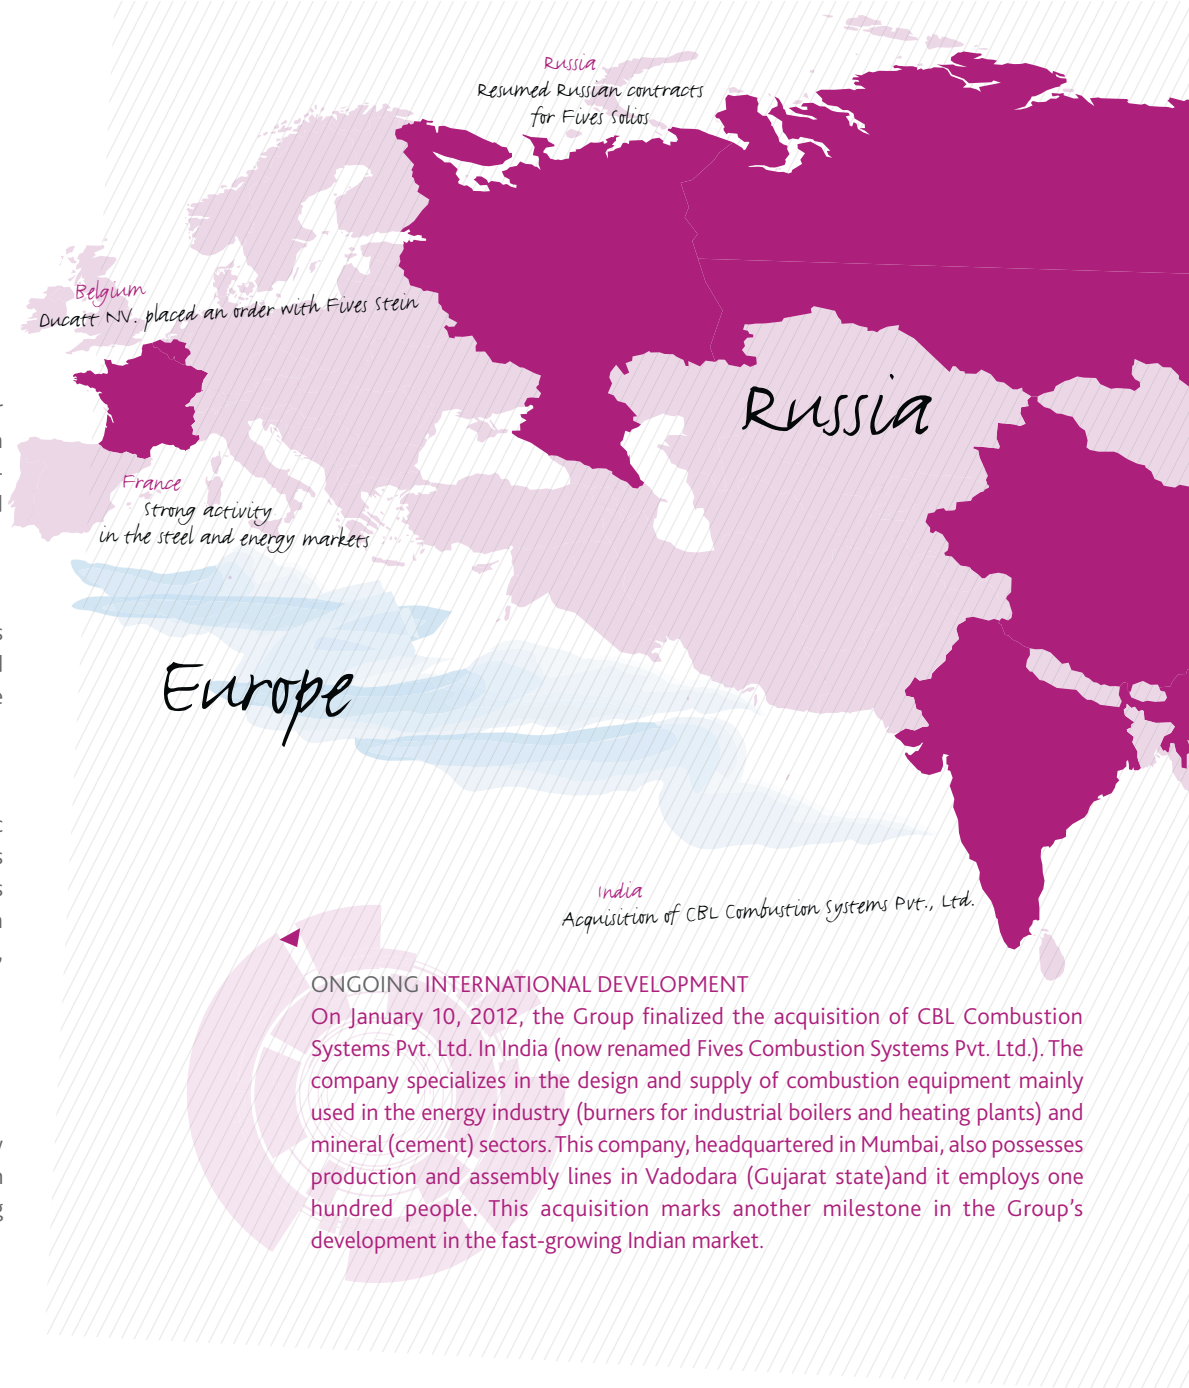 Russia
Resumed Russian contracts
for Fives Solios
Belgium
Ducatt NV. placed an order with Fives Stein
Russia
France
Strong activity
in the steel and energy markets
Europe
India
Acquisition of CBL Combustion Systems Pvt., Ltd.
ONGOING INTERNATIONAL DEVELOPMENT
On January 10, 2012, the Group finalized the acquisition of CBL Combustion
Systems Pvt. Ltd. In India (now renamed Fives Combustion Systems Pvt. Ltd.). The
company specializes in the design and supply of combustion equipment mainly
used in the energy industry (burners for industrial boilers and heating plants) and
mineral (cement) sectors. This company, headquartered in Mumbai, also possesses
production and assembly lines in Vadodara (Gujarat state)and it employs one
hundred people. This acquisition marks another milestone in the Group's
development in the fast-growing Indian market.